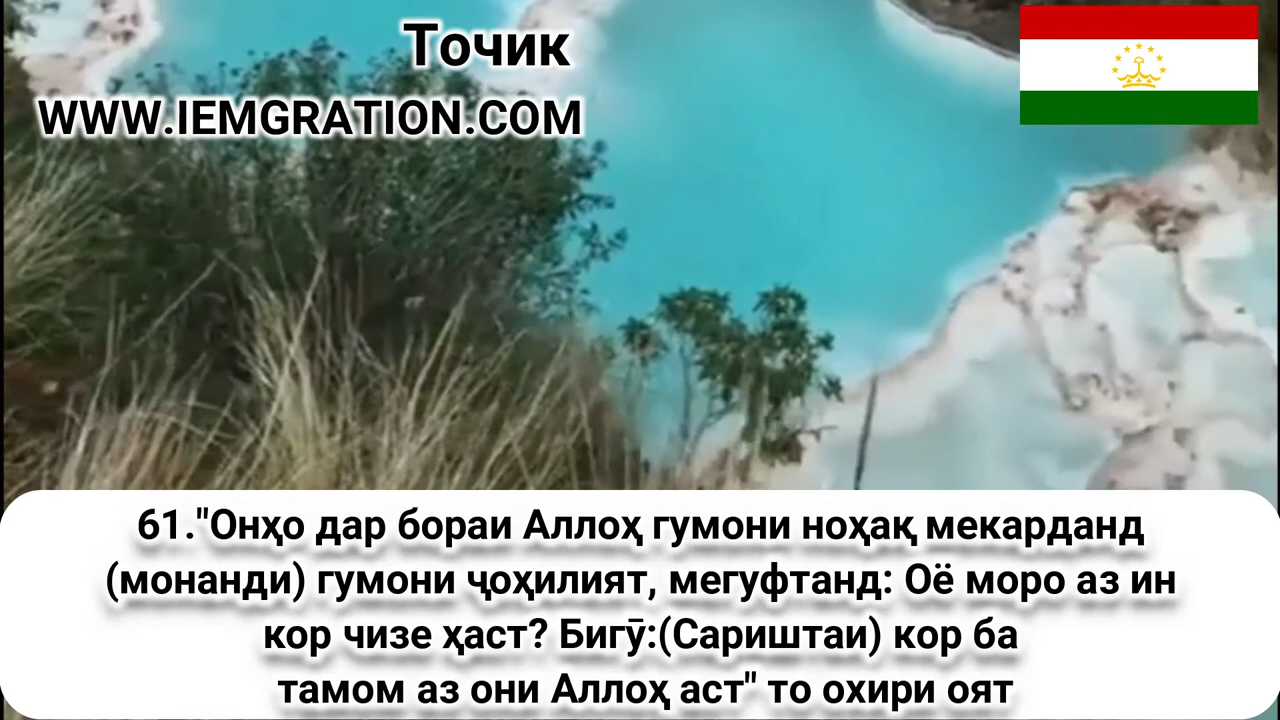 Точик
WWW.IEMGRATION.COM
61."Онҳо дар бораи Аллоҳ гумони ноҳақ мекарданд
(монанди) гумони ҷоҳилият, мегуфтанд: Оё моро аз ин
кор чизе ҳаст? Бигӯ:(Сариштаи) кор ба
тамом аз они Аллоҳ аст" то охири оят